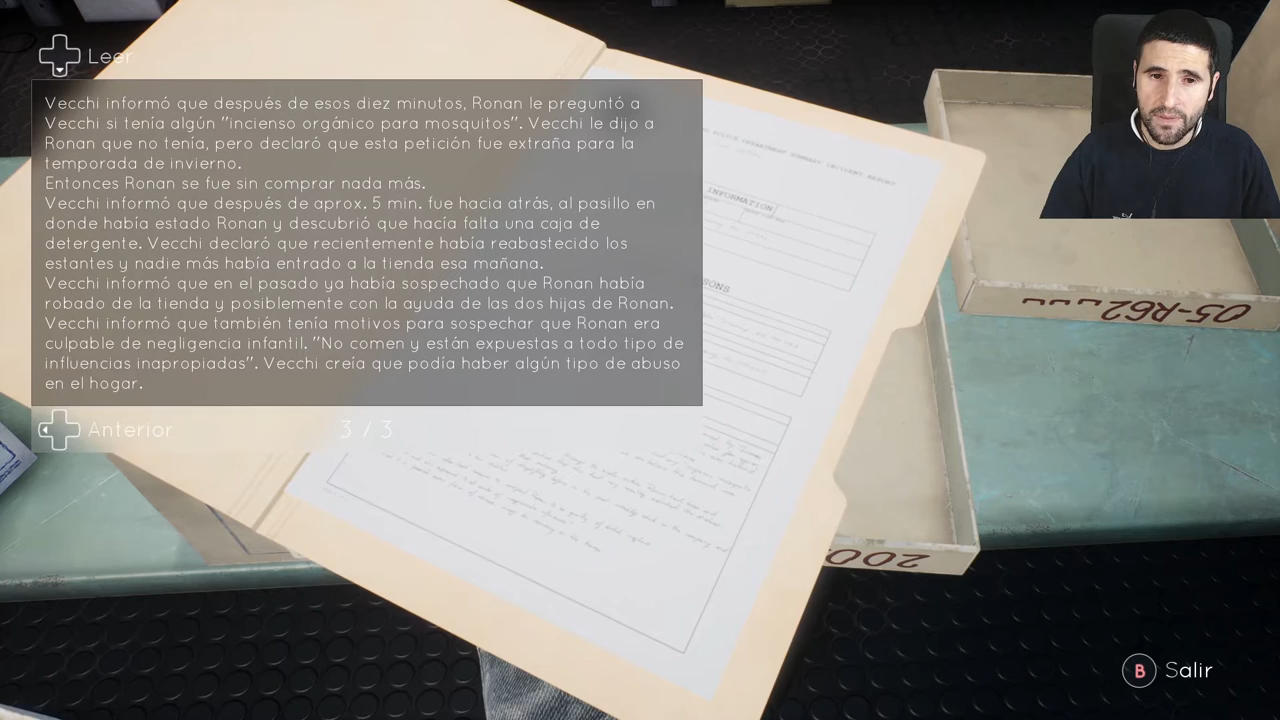 Leer
Vecchi informó que después de esos diez minutos, Ronan le preguntó a
Vecchi si tenía algún "incienso orgánico para mosquitos". Vecchi le dijo a
Ronan que no tenía, pero declaró que esta petición fue extraña para la
temporada de invierno.
Entonces Ronan se fue sin comprar nada más.
Vecchi informó que después de aprox. 5 min. fue hacia atrás, al pasillo en
donde había estado Ronan y descubrió que hacía falta una caja de
detergente. Vecchi declaró que recientemente había reabastecido los
estantes y nadie más había entrado a la tienda esa mañana.
Vecchi informó que en el pasado ya había sospechado que Ronan había
robado de la tienda y posiblemente con la ayuda de las dos hijas de Ronan.
Vecchi informó que también tenía motivos para sospechar que Ronan era
culpable de negligencia infantil. "No comen y están expuestas a todo tipo de
influencias inapropiadas". Vecchi creía que podía haber algún tipo de abuso
en el hogar.
Anterior
3 / 3
INFORMATION
SONS
05-R62
200
B Salir